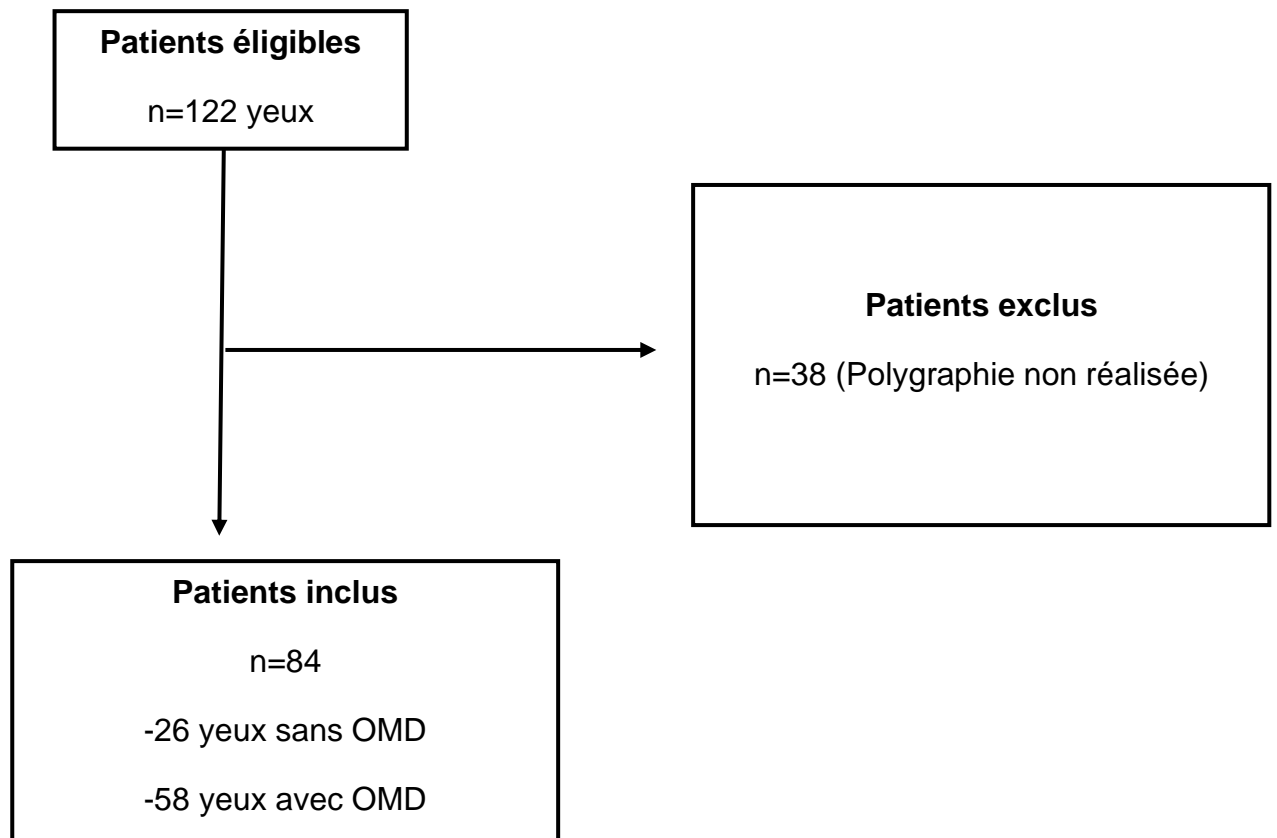 Patients éligibles
n=122 yeux
Patients exclus
n=38 (Polygraphie non réalisée)
Patients inclus
n=84
-26 yeux sans OMD
-58 yeux avec OMD